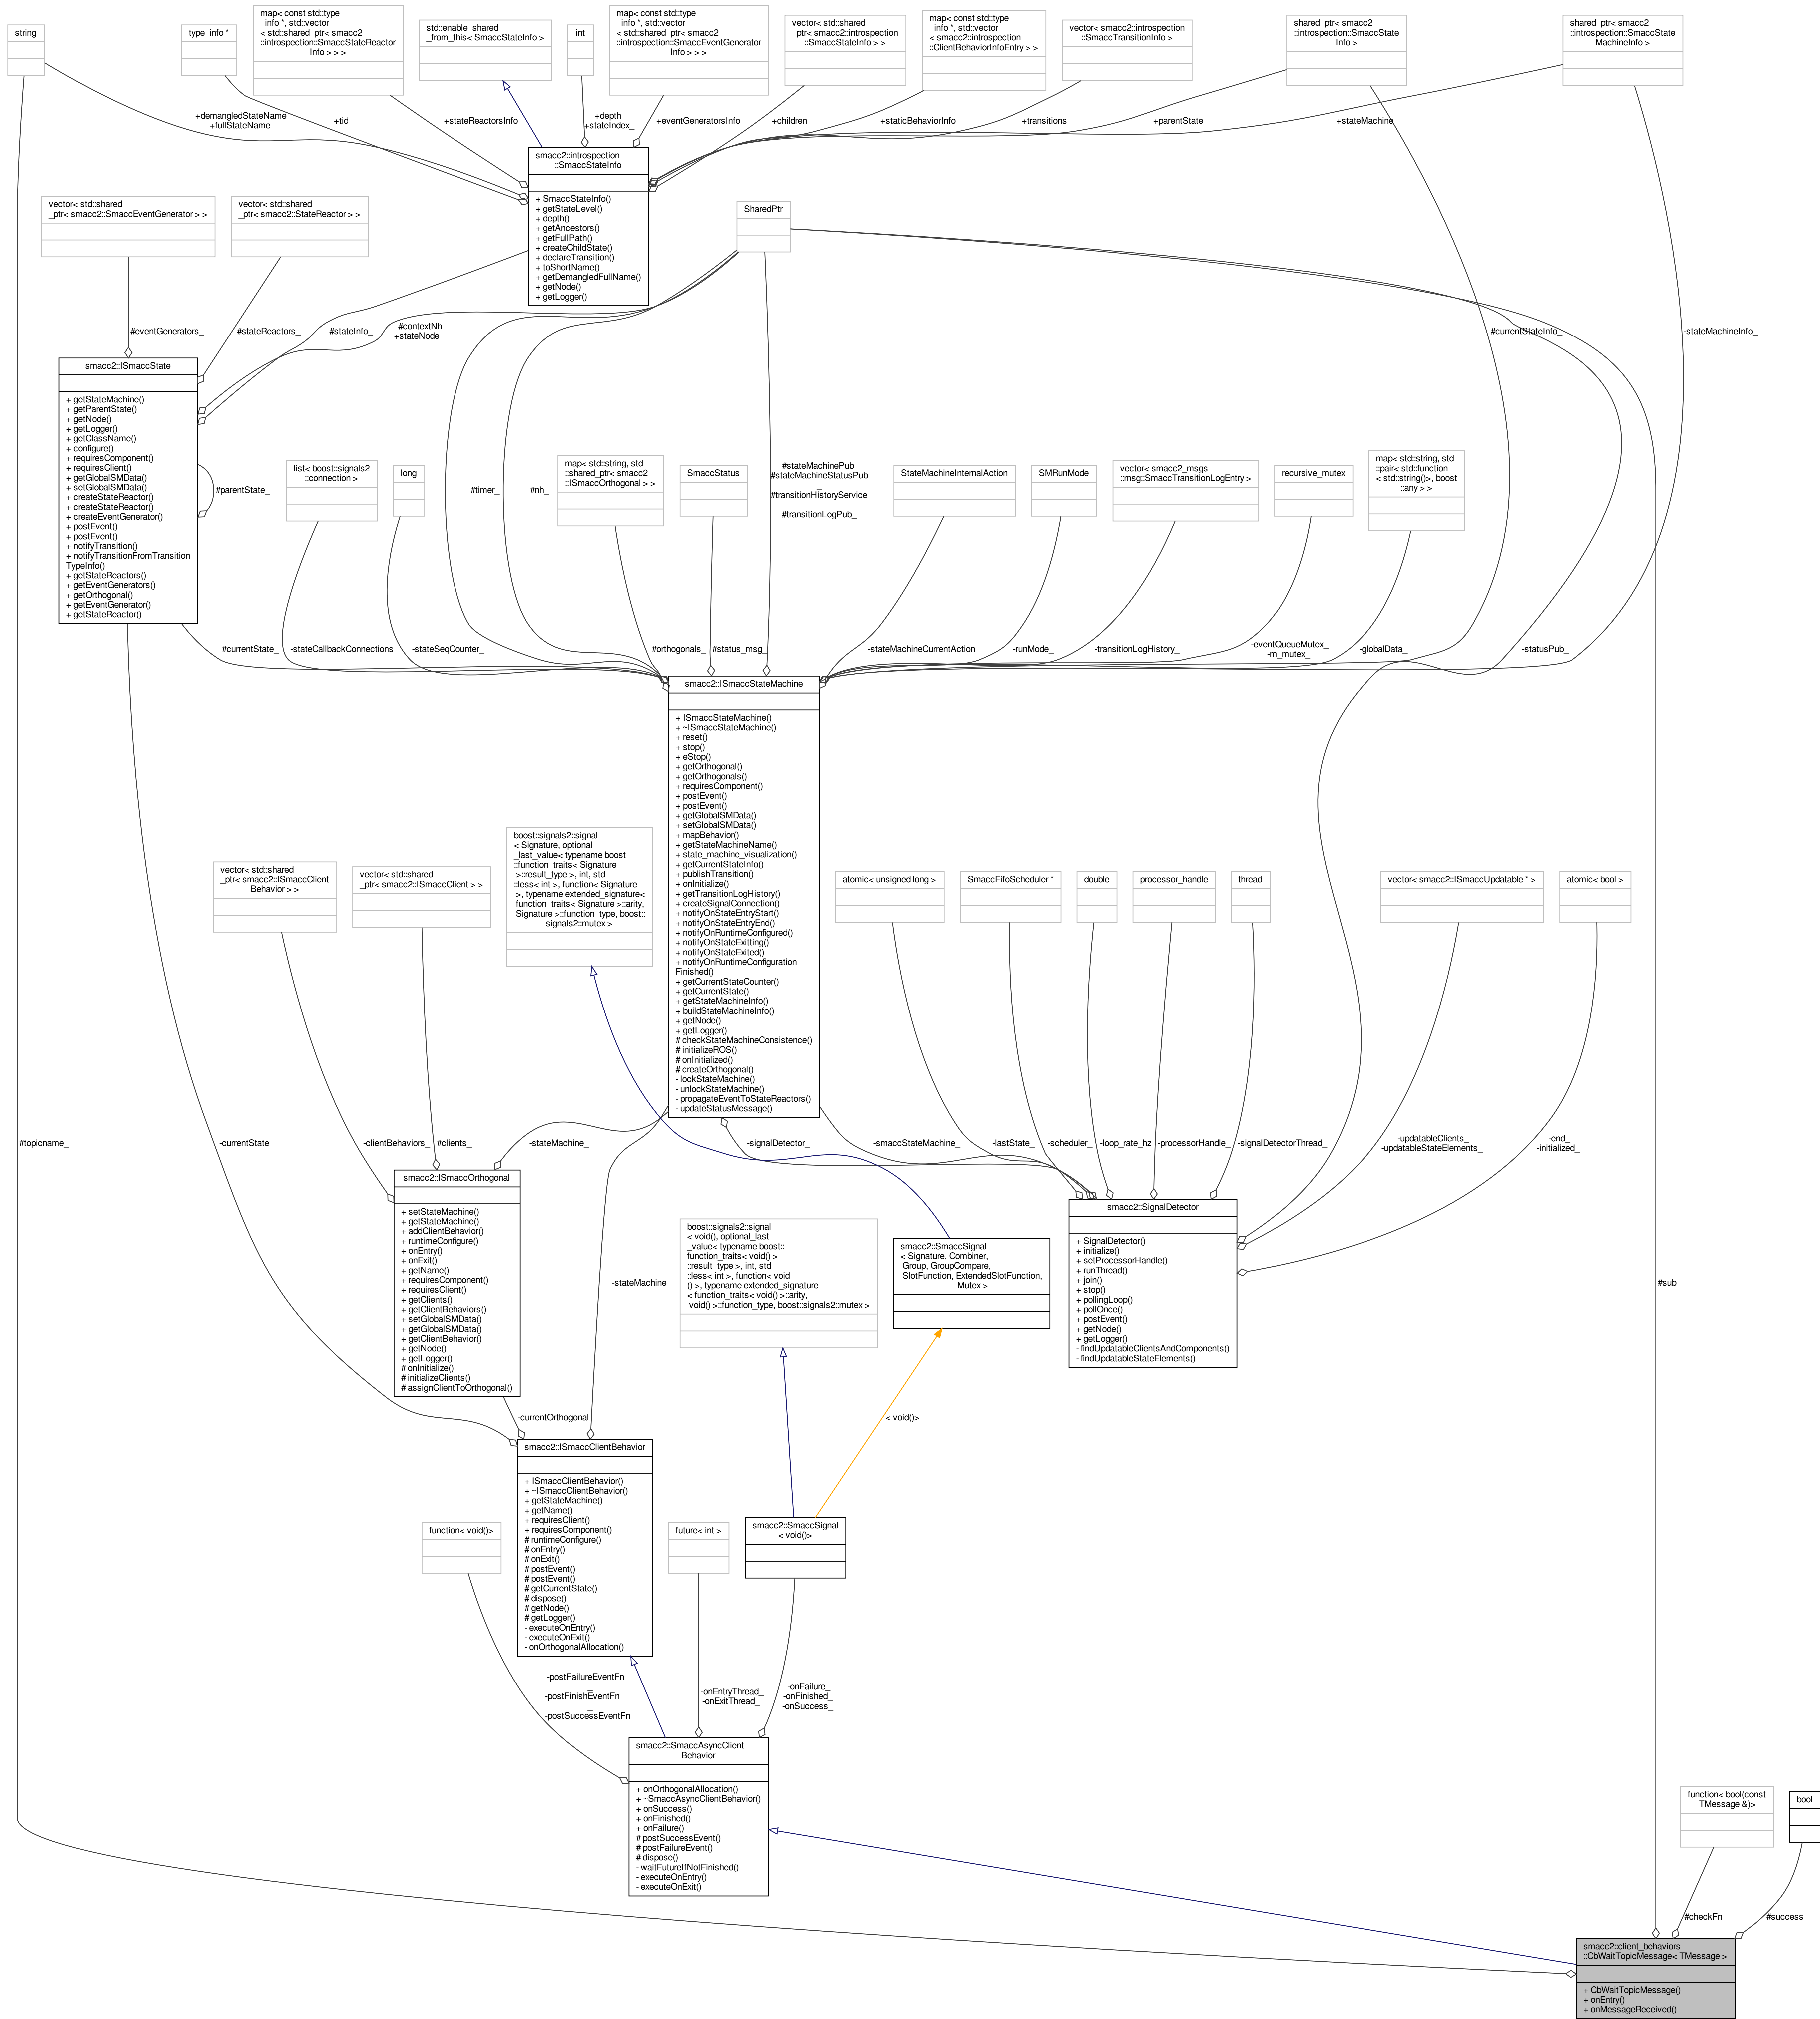 string
type_info *
map< const std::type
_info *, std::vector
< std::shared_ptr< smacc2
::introspection::SmaccStateReactor
Info > > >
std::enable_shared
_from_this< SmaccStateInfo >
int
map< const std::type
_info *, std::vector
< std::shared_ptr< smacc2
::introspection::SmaccEventGenerator
Info > > >
vector< std::shared
_ptr< smacc2::introspection
::SmaccStateInfo > >
map< const std::type
_info *, std::vector
< smacc2::introspection
::ClientBehaviorInfoEntry > >
vector< smacc2::introspection
::SmaccTransitionInfo >
shared_ptr< smacc2
::introspection::SmaccState
Info >
shared_ptr< smacc2
::introspection::SmaccState
MachineInfo >
+demangledStateName
+fullStateName
+tid_
+stateReactorsInfo
+depth_
+stateIndex_
+eventGeneratorsInfo
+children_
+staticBehaviorInfo
+transitions_
+parentState_
+stateMachine_
smacc2::introspection
::SmaccStateInfo
+ SmaccStateInfo()
+ getStateLevel()
+ depth()
+ getAncestors()
+ getFullPath()
+ createChildState()
+ declareTransition()
+ toShortName()
+ getDemangledFullName()
+ getNode()
+ getLogger()
vector< std::shared
_ptr< smacc2::SmaccEventGenerator > >
vector< std::shared
_ptr< smacc2::StateReactor > >
SharedPtr
#eventGenerators_
#stateReactors_
#stateInfo_
#contextNh
+stateNode_
#currentStateInfo_
-stateMachineInfo_
smacc2::ISmaccState
+ getStateMachine()
+ getParentState()
+ getNode()
+ getLogger()
+ getClassName()
+ configure()
+ requiresComponent()
+ requiresClient()
+ getGlobalSMData()
+ setGlobalSMData()
+ createStateReactor()
+ createStateReactor()
+ createEventGenerator()
+ postEvent()
+ postEvent()
+ notifyTransition()
+ notifyTransitionFromTransition
TypeInfo()
+ getStateReactors()
+ getEventGenerators()
+ getOrthogonal()
+ getEventGenerator()
+ getStateReactor()
#parentState_
list< boost::signals2
::connection >
long
#timer_
#nh_
map< std::string, std
::shared_ptr< smacc2
::ISmaccOrthogonal > >
SmaccStatus
#stateMachinePub_
#stateMachineStatusPub
_
#transitionHistoryService
_
#transitionLogPub_
StateMachineInternalAction
SMRunMode
vector< smacc2_msgs
::msg::SmaccTransitionLogEntry >
recursive_mutex
map< std::string, std
::pair< std::function
< std::string()>, boost
::any > >
#currentState_
-stateCallbackConnections
-stateSeqCounter_
#orthogonals_
#status_msg_
-stateMachineCurrentAction
-runMode_
-transitionLogHistory_
-eventQueueMutex_
-m_mutex_
-globalData_
-statusPub_
smacc2::ISmaccStateMachine
+ ISmaccStateMachine()
+ ~ISmaccStateMachine()
+ reset()
+ stop()
+ eStop()
+ getOrthogonal()
+ getOrthogonals()
+ requiresComponent()
+ postEvent()
+ postEvent()
+ getGlobalSMData()
+ setGlobalSMData()
+ mapBehavior()
+ getStateMachineName()
+ state_machine_visualization()
+ getCurrentStateInfo()
+ publishTransition()
+ onInitialize()
+ getTransitionLogHistory()
+ createSignalConnection()
+ notifyOnStateEntryStart()
+ notifyOnStateEntryEnd()
+ notifyOnRuntimeConfigured()
+ notifyOnStateExitting()
+ notifyOnStateExited()
+ notifyOnRuntimeConfiguration
Finished()
+ getCurrentStateCounter()
+ getCurrentState()
+ getStateMachineInfo()
+ buildStateMachineInfo()
+ getNode()
+ getLogger()
# checkStateMachineConsistence()
# initializeROS()
# onInitialized()
# createOrthogonal()
- lockStateMachine()
- unlockStateMachine()
- propagateEventToStateReactors()
- updateStatusMessage()
vector< std::shared
_ptr< smacc2::ISmaccClient
Behavior > >
vector< std::shared
_ptr< smacc2::ISmaccClient > >
boost::signals2::signal
< Signature, optional
_last_value< typename boost
::function_traits< Signature
>::result_type >, int, std
::less< int >, function< Signature
>, typename extended_signature<
function_traits< Signature >::arity,
Signature >::function_type, boost::
signals2::mutex >
atomic< unsigned long >
SmaccFifoScheduler *
double
processor_handle
thread
vector< smacc2::ISmaccUpdatable * >
atomic< bool >
#topicname_
-currentState
-clientBehaviors_
#clients_
-stateMachine_
-signalDetector_
-smaccStateMachine_
-lastState_
-scheduler_
-loop_rate_hz
-processorHandle_
-signalDetectorThread_
-updatableClients_
-updatableStateElements_
-end_
-initialized_
smacc2::ISmaccOrthogonal
+ setStateMachine()
+ getStateMachine()
+ addClientBehavior()
+ runtimeConfigure()
+ onEntry()
+ onExit()
+ getName()
+ requiresComponent()
+ requiresClient()
+ getClients()
+ getClientBehaviors()
+ setGlobalSMData()
+ getGlobalSMData()
+ getClientBehavior()
+ getNode()
+ getLogger()
# onInitialize()
# initializeClients()
# assignClientToOrthogonal()
-stateMachine_
boost::signals2::signal
< void(), optional_last
_value< typename boost::
function_traits< void() >
::result_type >, int, std
::less< int >, function< void
() >, typename extended_signature
< function_traits< void() >::arity,
void() >::function_type, boost::signals2::mutex >
smacc2::SmaccSignal
< Signature, Combiner,
Group, GroupCompare,
SlotFunction, ExtendedSlotFunction,
Mutex >
smacc2::SignalDetector
+ SignalDetector()
+ initialize()
+ setProcessorHandle()
+ runThread()
+ join()
+ stop()
+ pollingLoop()
+ pollOnce()
+ postEvent()
+ getNode()
+ getLogger()
- findUpdatableClientsAndComponents()
- findUpdatableStateElements()
#sub_
-currentOrthogonal
< void()>
smacc2::ISmaccClientBehavior
+ ISmaccClientBehavior()
+ ~ISmaccClientBehavior()
+ getStateMachine()
+ getName()
+ requiresClient()
+ requiresComponent()
# runtimeConfigure()
# onEntry()
# onExit()
# postEvent()
# postEvent()
# getCurrentState()
# dispose()
# getNode()
# getLogger()
- executeOnEntry()
- executeOnExit()
- onOrthogonalAllocation()
function< void()>
future< int >
smacc2::SmaccSignal
< void()>
-postFailureEventFn
_
-postFinishEventFn
_
-postSuccessEventFn_
-onEntryThread_
-onExitThread_
-onFailure_
-onFinished_
-onSuccess_
smacc2::SmaccAsyncClient
Behavior
+ onOrthogonalAllocation()
+ ~SmaccAsyncClientBehavior()
+ onSuccess()
+ onFinished()
+ onFailure()
# postSuccessEvent()
# postFailureEvent()
# dispose()
- waitFutureIfNotFinished()
- executeOnEntry()
- executeOnExit()
function< bool(const
TMessage &)>
bool
#checkFn_
#success
smacc2::client_behaviors
::CbWaitTopicMessage< TMessage >
+ CbWaitTopicMessage()
+ onEntry()
+ onMessageReceived()